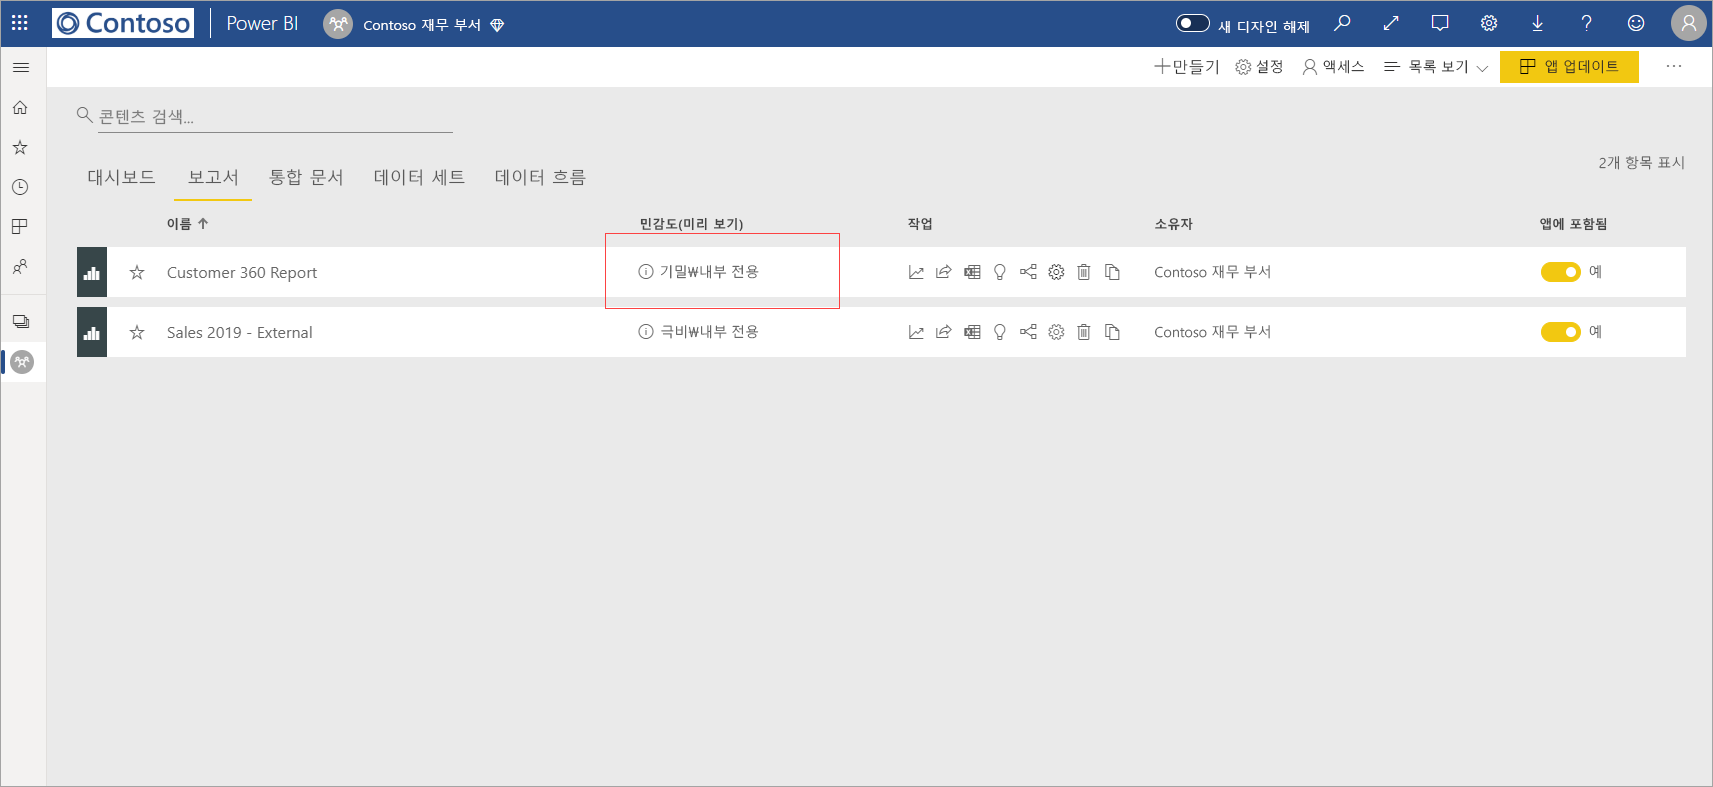 Contoso Power BI Contoso 재무 부서 새 디자인 해제 ?
만들기 설정 액세스 목록 보기 앱 업데이트 ...
콘텐츠 검색...
2개 항목 표시
대시보드 보고서 통합 문서 데이터 세트 데이터 흐름
이름 민감도(미리 보기) 작업 소유자 앱에 포함됨
Customer 360 Report 기밀₩내부 전용 Contoso 재무 부서 예
Sales 2019 - External 극비₩내부 전용 Contoso 재무 부서 예